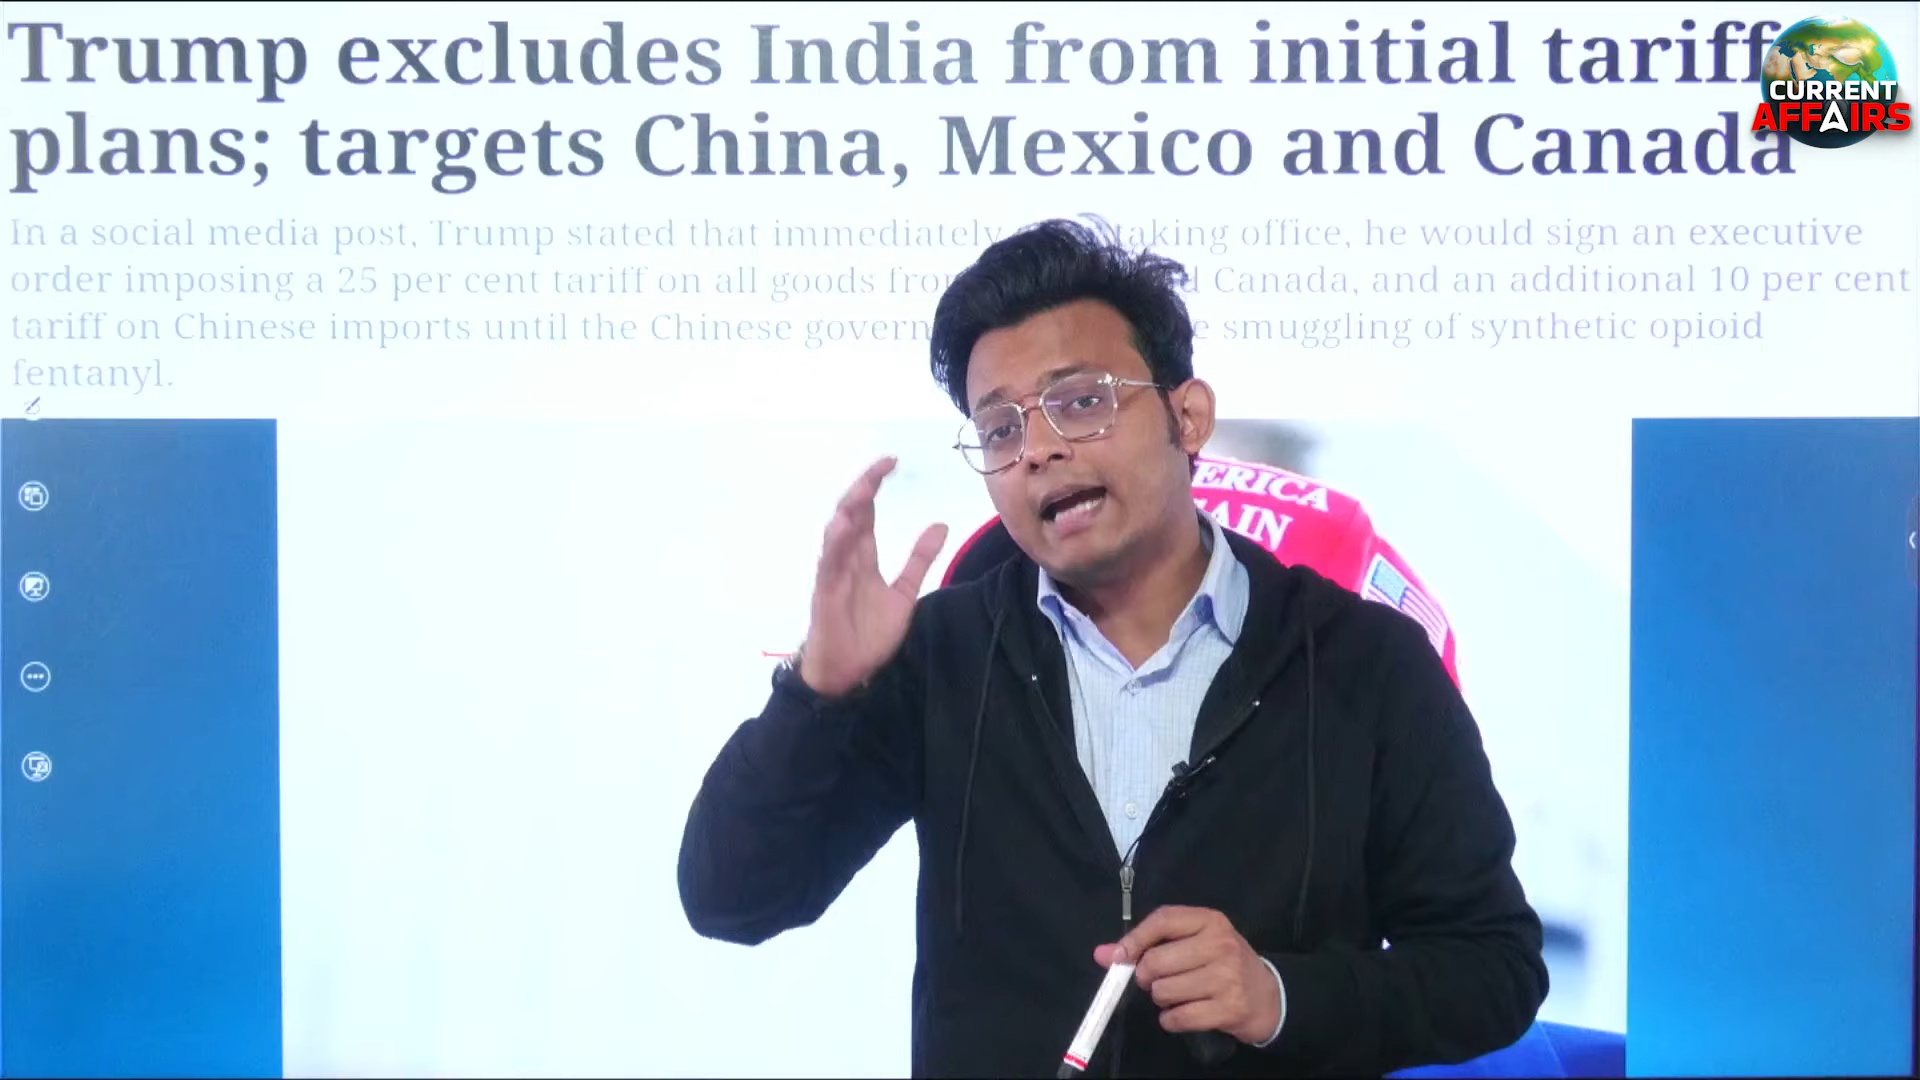 Trump excludes India from initial tariff
plans; targets China, Mexico and Canada
CURRENT
AFFAIRS
In a social media post, Trump stated that immediately taking office, he would sign an executive
order imposing a 25 per cent tariff on all goods Canada, and an additional 10 per cent
tariff on Chinese imports until the Chinese smuggling of synthetic opioid
fentanyl.